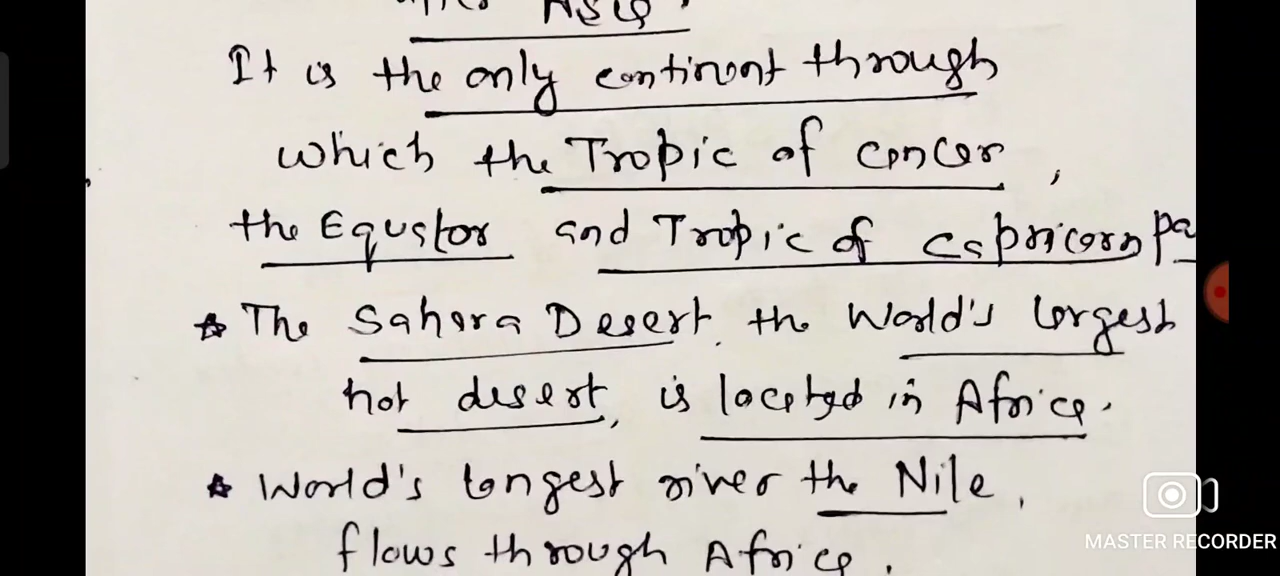 after Asia.
It is the only continent through
which the Tropic of Cancer,
the Equator and Tropic of Capricorn pa
☆ The Sahara Desert, the World's largest
hot desert, is located in Africa.
☆ World's longest river the Nile,
flows through Africa.
MASTER RECORDER